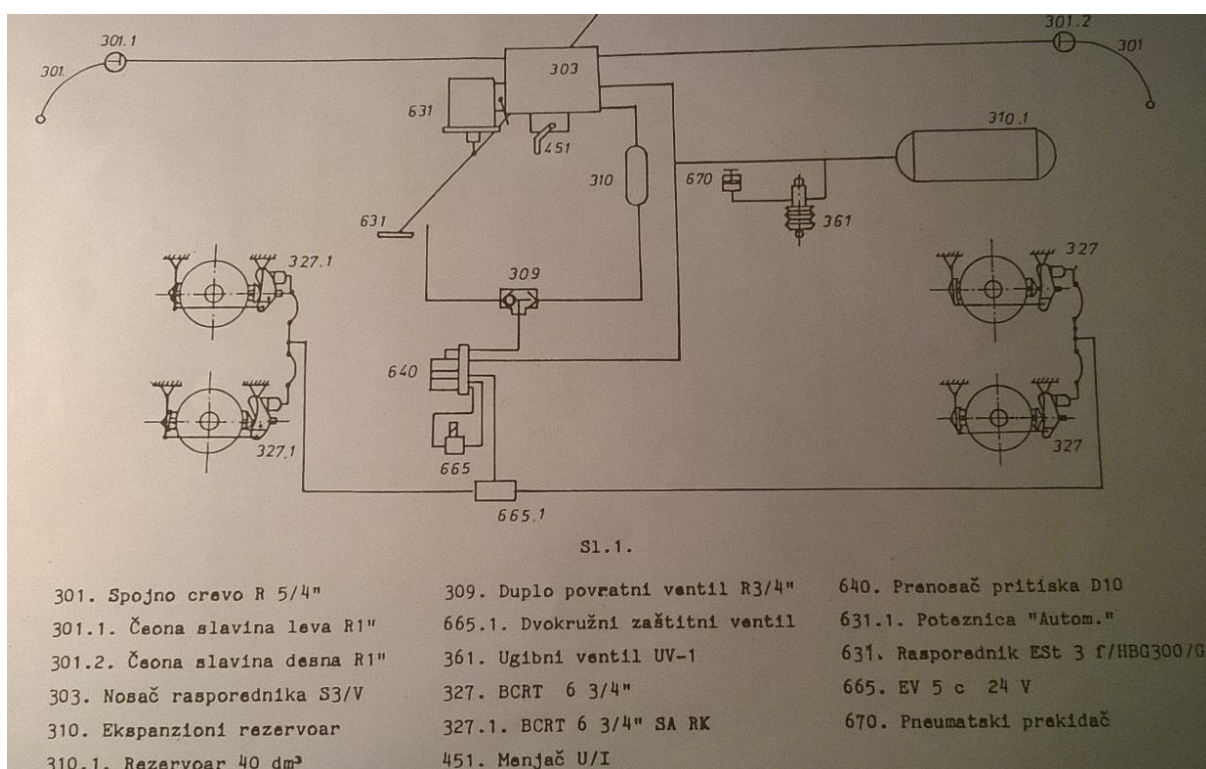 301.1
301.2
301.
301
303
631
451
310.1
310
670
361
631
327.1
309
327
640
327.1
327
665
665.1
Sl.1.
301. Spojno crevo R 5/4"
301.1. Čeona slavina leva R1"
301.2. Čeona slavina desna R1"
303. Nosač rasporednika S3/V
310. Ekspanzioni rezervoar
310.1. Rezervoar 40 dm³
309. Duplo povratni ventil R3/4"
665.1. Dvokružni zaštitni ventil
361. Ugibni ventil UV-1
327. BCRT 6 3/4"
327.1. BCRT 6 3/4" SA RK
451. Menjač U/I
640. Prenosač pritiska D10
631.1. Poteznica "Autom."
631. Rasporednik ESt 3 f/HBG300/G
665. EV 5 c 24 V
670. Pneumatski prekidač